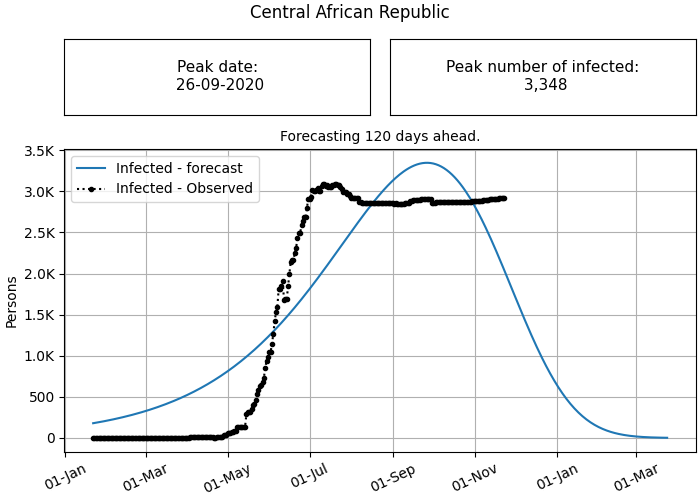 Central African Republic
Peak date:
26-09-2020
Peak number of infected:
3,348
Forecasting 120 days ahead.
Infected - forecast
Infected - Observed
Persons
3.5K
3.0K
2.5K
2.0K
1.5K
1.0K
500
0
01-Jan
01-Mar
01-May
01-Jul
01-Sep
01-Nov
01-Jan
01-Mar